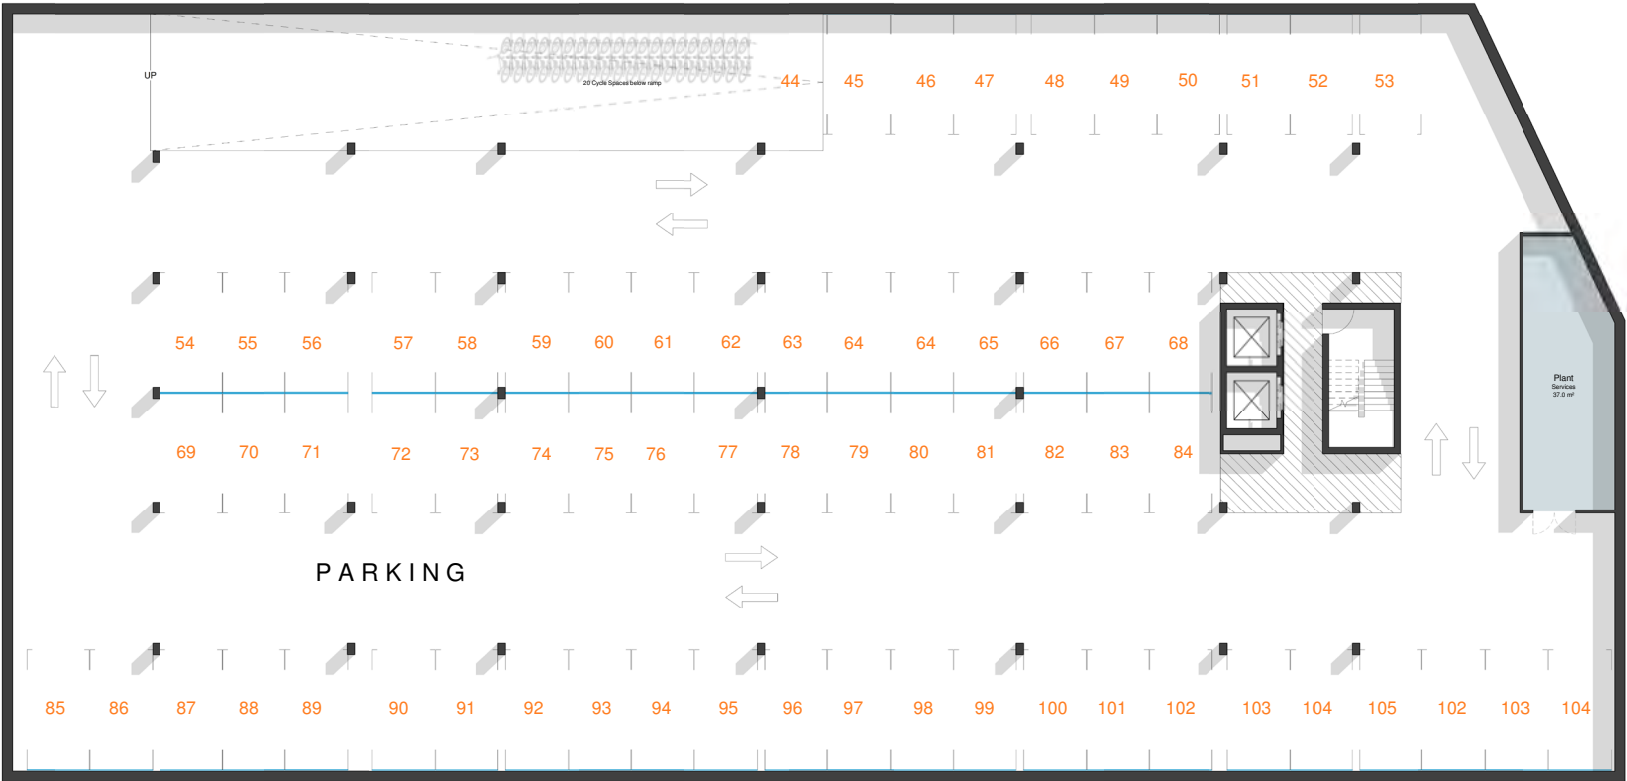 UP
20 Cycle Spaces below ramp
44 45 46 47 48 49 50 51 52 53
54 55 56 57 58 59 60 61 62 63 64 64 65 66 67 68
Plant
Services
37.0 m²
69 70 71 72 73 74 75 76 77 78 79 80 81 82 83 84
PARKING
85 86 87 88 89 90 91 92 93 94 95 96 97 98 99 100 101 102 103 104 105 102 103 104